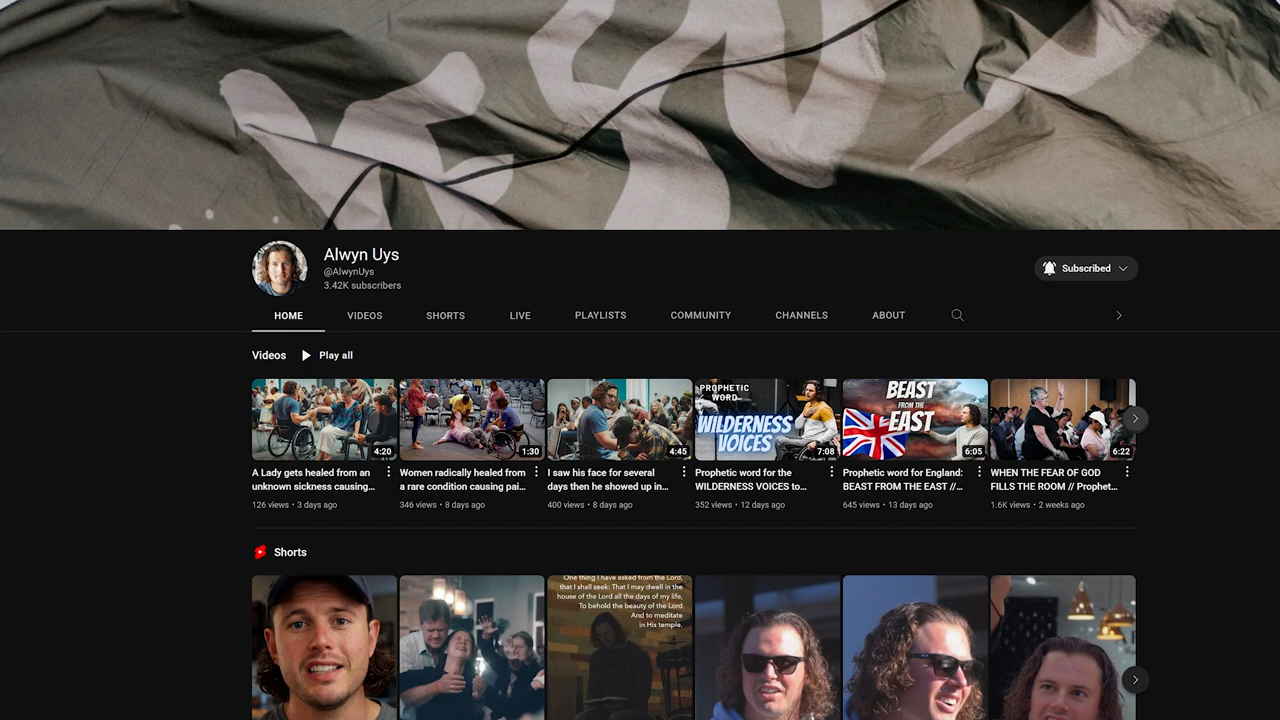 Alwyn Uys
@AlwynUys
3.42K subscribers
Subscribed
HOME VIDEOS SHORTS LIVE PLAYLISTS COMMUNITY CHANNELS ABOUT
Videos Play all
PROPHETIC
WORD
WILDERNESS
VOICES
BEAST
FROM THE
EAST
4:20 1:30 4:45 7:08 6:05 6:22
A Lady gets healed from an
unknown sickness causing...
126 views • 3 days ago
Women radically healed from
a rare condition causing pai...
346 views • 8 days ago
I saw his face for several
days then he showed up in...
400 views • 8 days ago
Prophetic word for the
WILDERNESS VOICES to...
352 views • 12 days ago
Prophetic word for England:
BEAST FROM THE EAST //...
645 views • 13 days ago
WHEN THE FEAR OF GOD
FILLS THE ROOM // Prophet...
1.6K views • 2 weeks ago
Shorts
One thing I have asked from the Lord,
that I shall seek: That I may dwell in the
house of the Lord all the days of my life,
To behold the beauty of the Lord
And to meditate
in His temple.